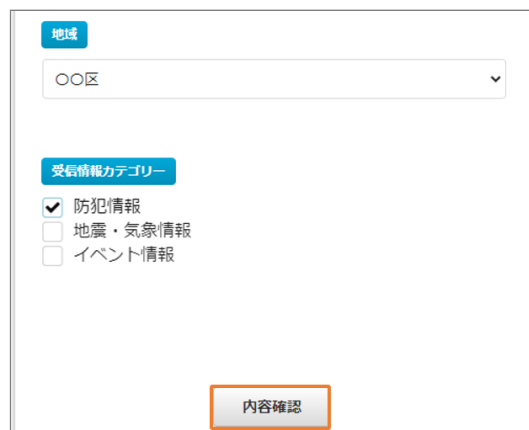 地域
〇〇区
受信情報カテゴリー
防犯情報
地震・気象情報
イベント情報
内容確認